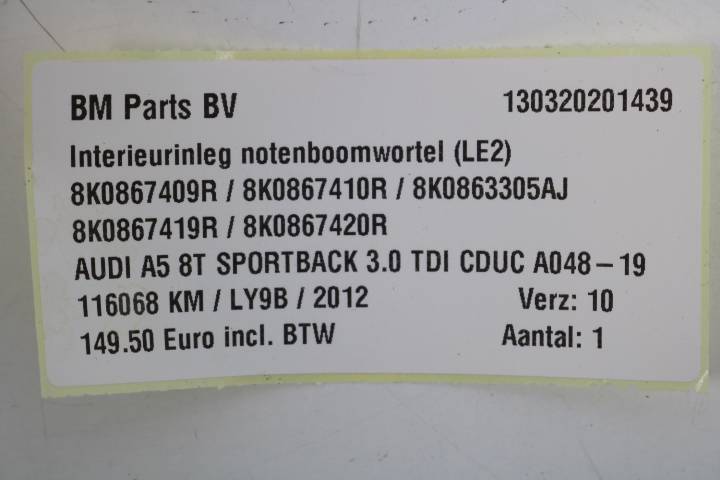 BM Parts BV 130320201439
Interieurinleg notenboomwortel (LE2)
8K0867409R / 8K0867410R / 8K0863305AJ
8K0867419R / 8K0867420R
AUDI A5 8T SPORTBACK 3.0 TDI CDUC A048-19
116068 KM / LY9B / 2012 Verz: 10
149.50 Euro incl. BTW Aantal: 1